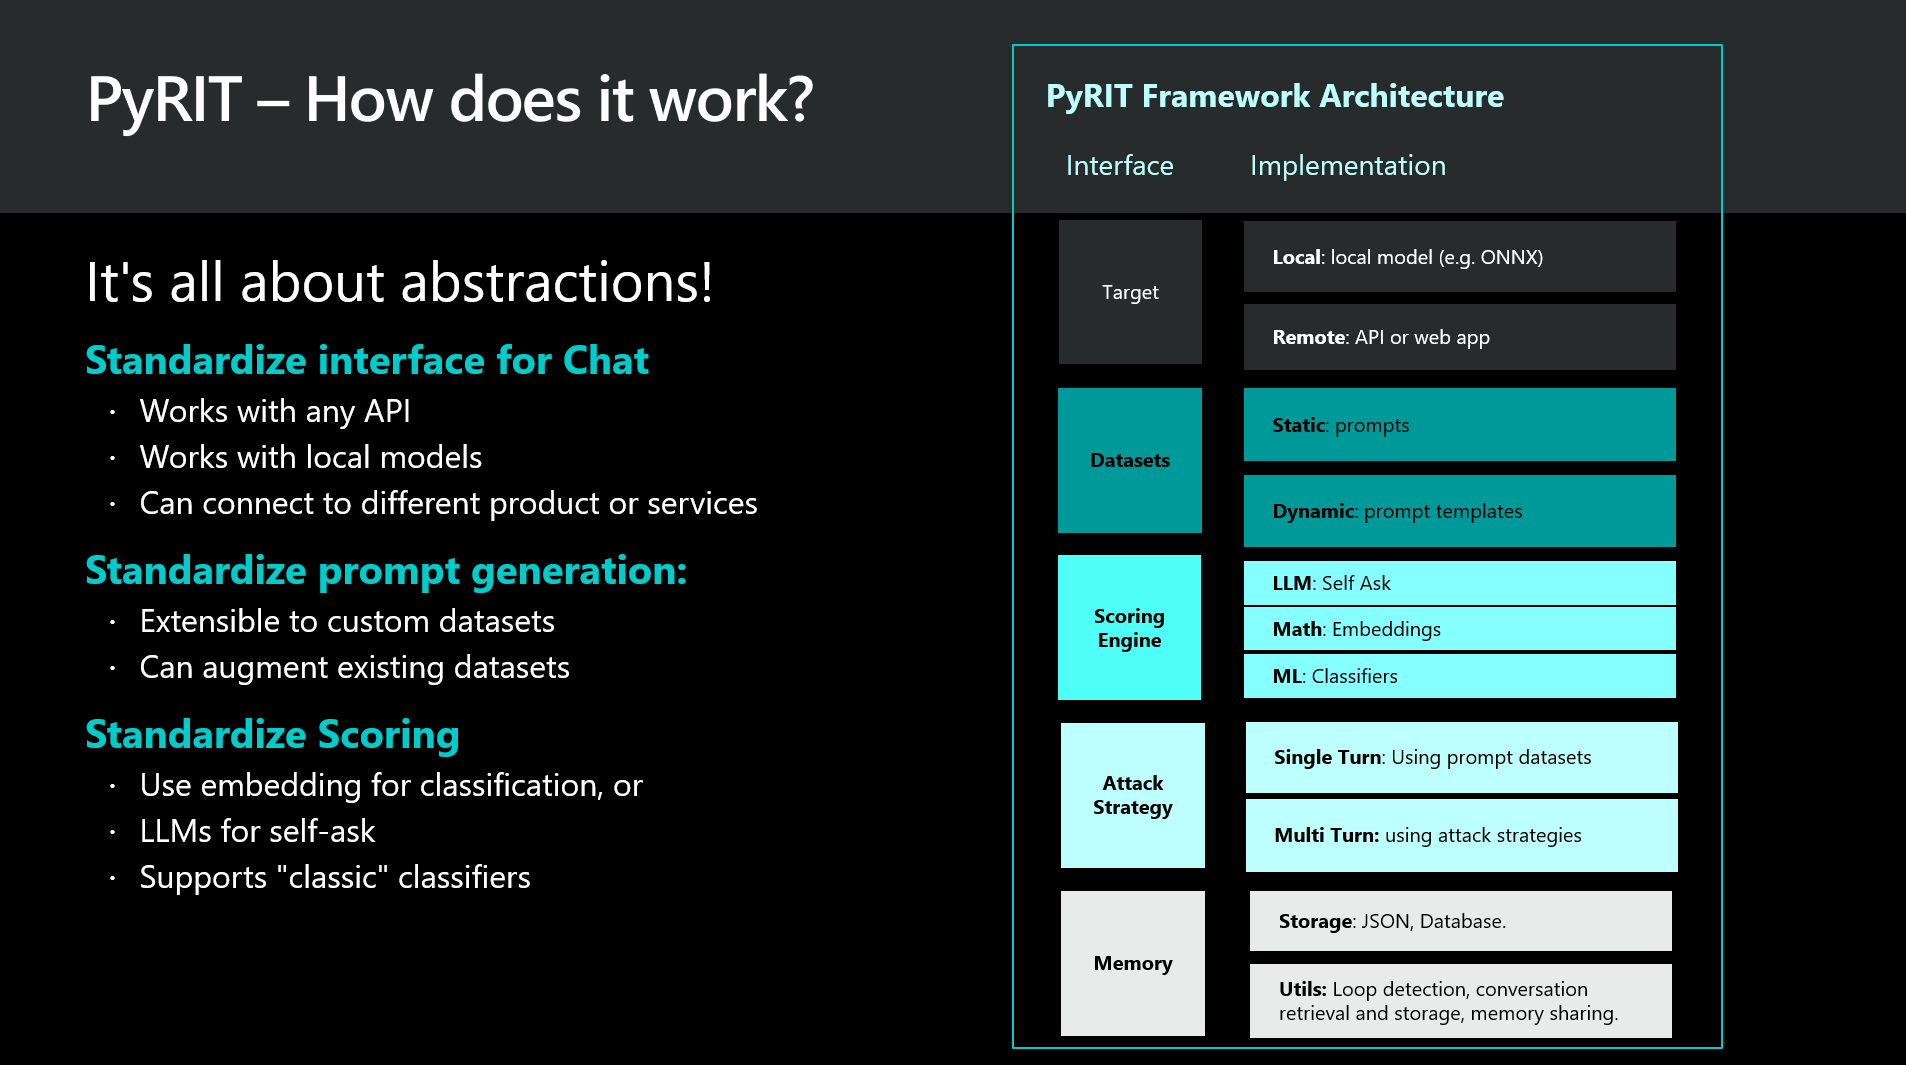 PyRIT – How does it work?
It's all about abstractions!
Standardize interface for Chat
· Works with any API
· Works with local models
· Can connect to different product or services
Standardize prompt generation:
· Extensible to custom datasets
· Can augment existing datasets
Standardize Scoring
· Use embedding for classification, or
· LLMs for self-ask
· Supports "classic" classifiers
PyRIT Framework Architecture
Interface
Implementation
Target
Local: local model (e.g. ONNX)
Remote: API or web app
Datasets
Static: prompts
Dynamic: prompt templates
Scoring
Engine
LLM: Self Ask
Math: Embeddings
ML: Classifiers
Attack
Strategy
Single Turn: Using prompt datasets
Multi Turn: using attack strategies
Memory
Storage: JSON, Database.
Utils: Loop detection, conversation
retrieval and storage, memory sharing.